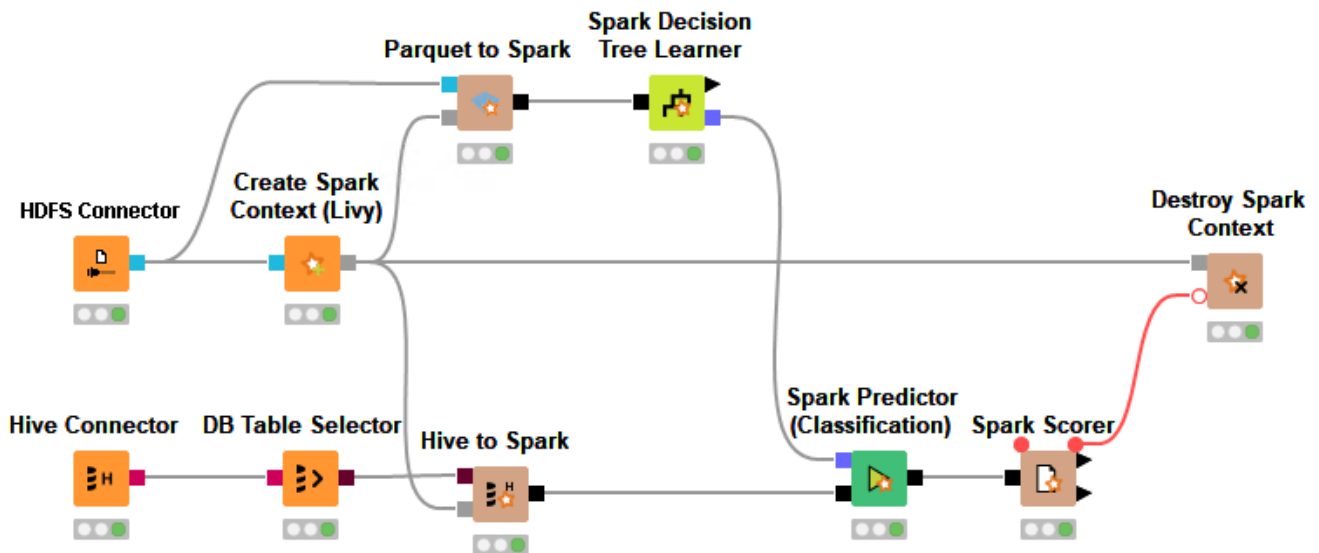 Spark Decision
Tree Learner
Parquet to Spark
Create Spark
Context (Livy)
HDFS Connector
Destroy Spark
Context
Spark Predictor
(Classification)
Spark Scorer
Hive Connector
DB Table Selector
Hive to Spark
H
H